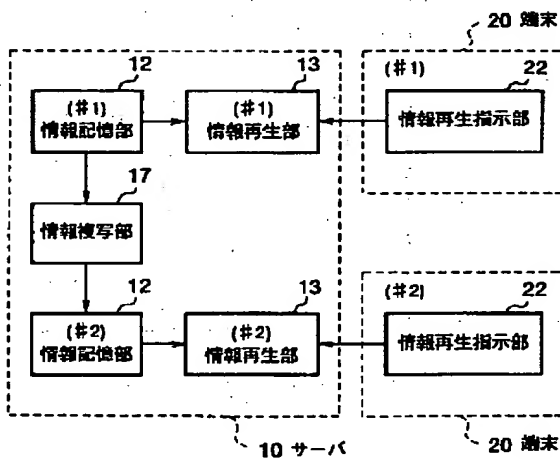 20 端末
12
13
(#1)
22
(#1)
情報記憶部
(#1)
情報再生部
情報再生指示部
17
情報複写部
12
13
(#2)
22
(#2)
情報記憶部
(#2)
情報再生部
情報再生指示部
10 サーバ
20 端末